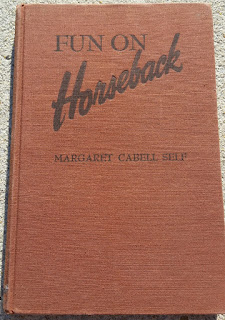 FUN ON
Horseback
MARGARET CABELL SELF